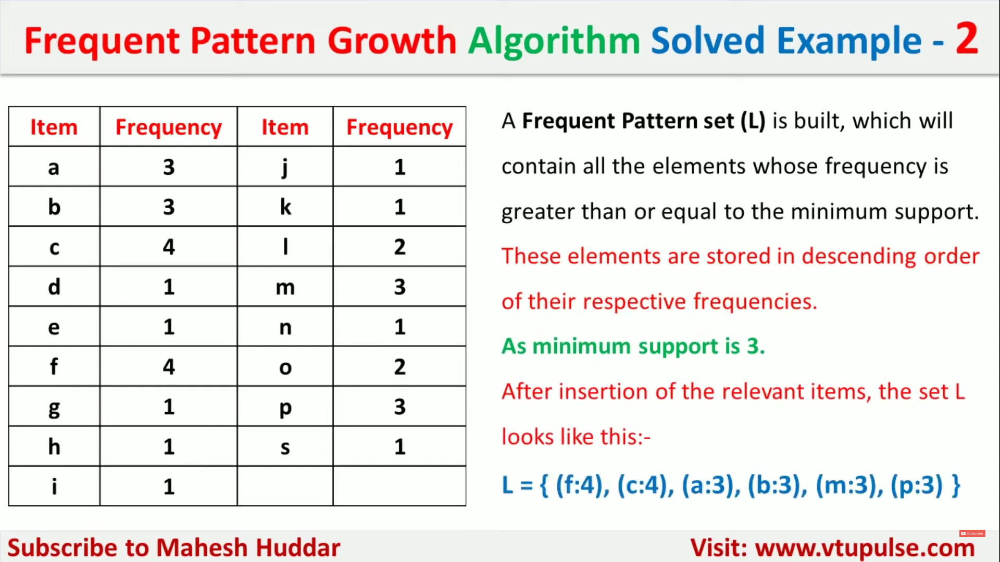 Frequent Pattern Growth Algorithm Solved Example - 2
Item Frequency Item Frequency
a 3 j 1
b 3 k 1
c 4 l 2
d 1 m 3
e 1 n 1
f 4 o 2
g 1 p 3
h 1 s 1
i 1
A Frequent Pattern set (L) is built, which will
contain all the elements whose frequency is
greater than or equal to the minimum support.
These elements are stored in descending order
of their respective frequencies.
As minimum support is 3.
After insertion of the relevant items, the set L
looks like this:-
L = { (f:4), (c:4), (a:3), (b:3), (m:3), (p:3) }
Subscribe
Subscribe to Mahesh Huddar
Visit: www.vtupulse.com